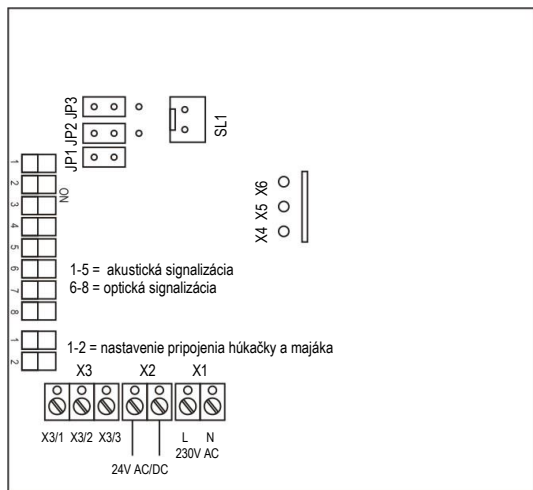 JP3
JP2
JP1
SL1
1
2
3
4
5
6
7
8
NO
X6
X5
X4
1-5 = akustická signalizácia
6-8 = optická signalizácia
1
2
1-2 = nastavenie pripojenia húkačky a majáka
X3 X2 X1
X3/1 X3/2 X3/3 L N
230V AC
24V AC/DC